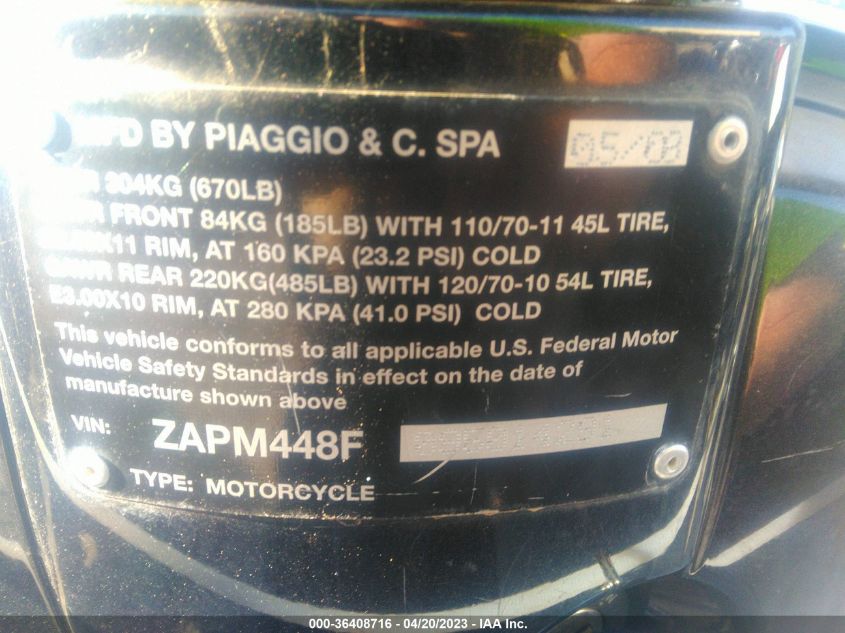 BY PIAGGIO & C. SPA 05/08
304KG (670LB)
FRONT 84KG (185LB) WITH 110/70-11 45L TIRE,
RIM, AT 160 KPA (23.2 PSI) COLD
REAR 220KG(485LB) WITH 120/70-10 54L TIRE,
E3.00X10 RIM, AT 280 KPA (41.0 PSI) COLD
This vehicle conforms to all applicable U.S. Federal Motor
Vehicle Safety Standards in effect on the date of
manufacture shown above
VIN: ZAPM448F
TYPE: MOTORCYCLE
000-36408716 - 04/20/2023 - IAA Inc.